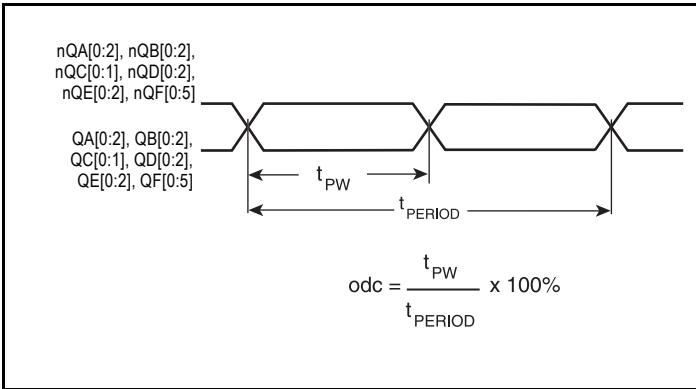 nQA[0:2], nQB[0:2],
nQC[0:1], nQD[0:2],
nQE[0:2], nQF[0:5]
QA[0:2], QB[0:2],
QC[0:1], QD[0:2],
QE[0:2], QF[0:5]
tPW
tPERIOD
odc = tPW / tPERIOD x 100%